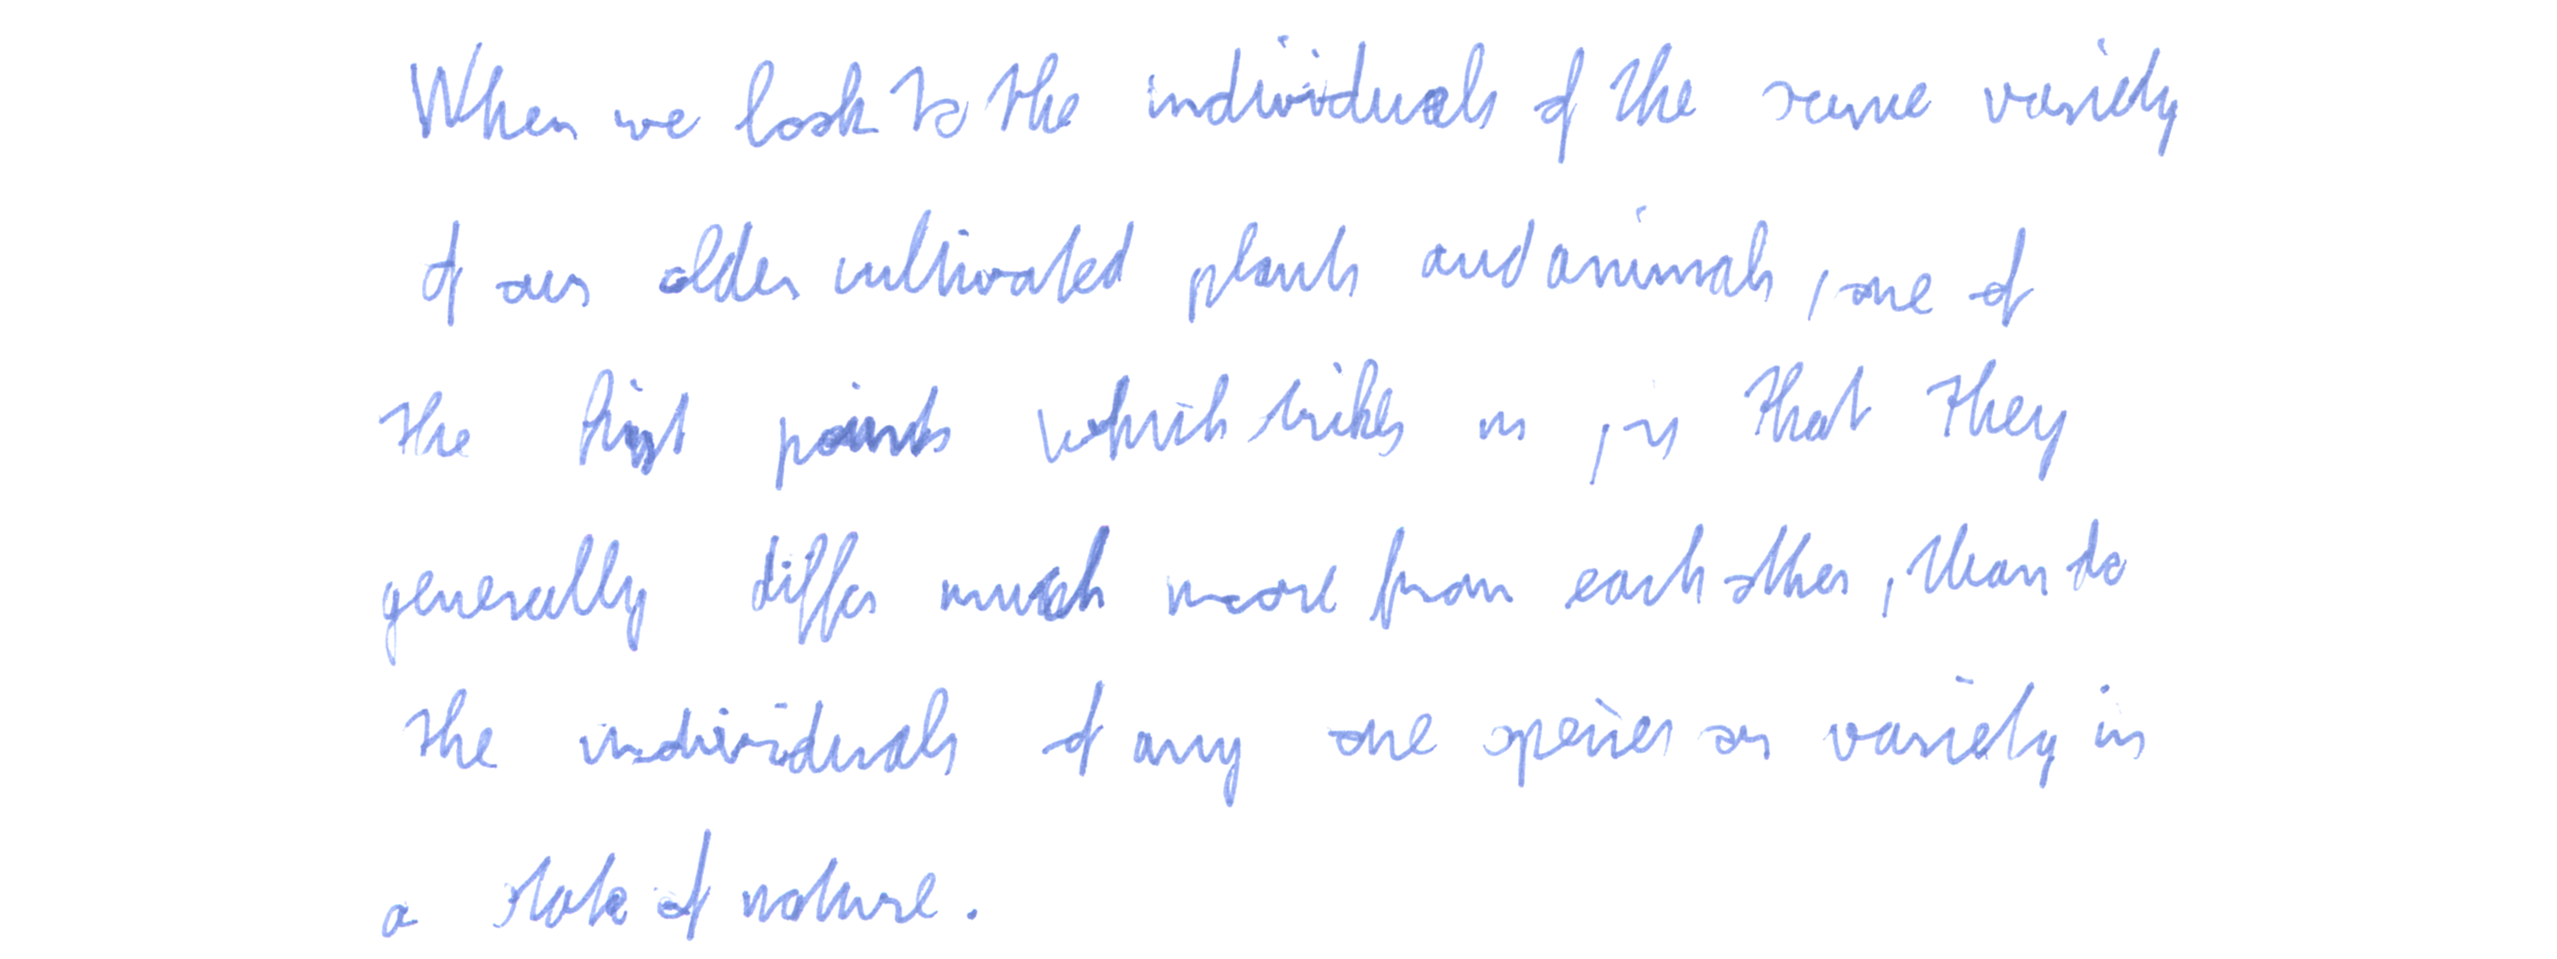 When we look to the individuals of the same variety
of our older cultivated plants and animals, one of
the first points which strikes us, is that they
generally differ much more from each other, than do
the individuals of any one species or variety in
a state of nature.